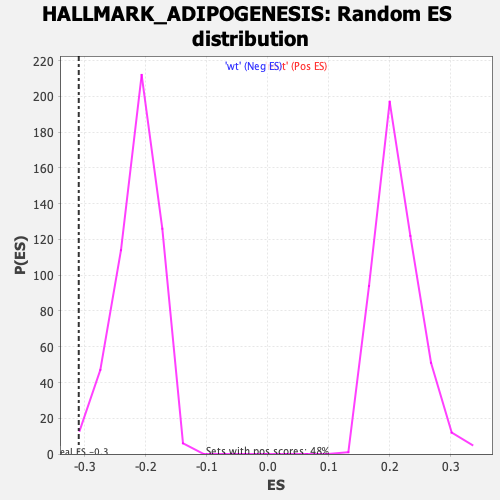 HALLMARK_ADIPOGENESIS: Random ES
distribution
'wt' (Neg ES) t' (Pos ES)
220
200
180
160
140
120
100
80
60
40
20
0
P(ES)
eal ES -0.3
Sets with pos scores: 48%
-0.3 -0.2 -0.1 0.0 0.1 0.2 0.3
ES